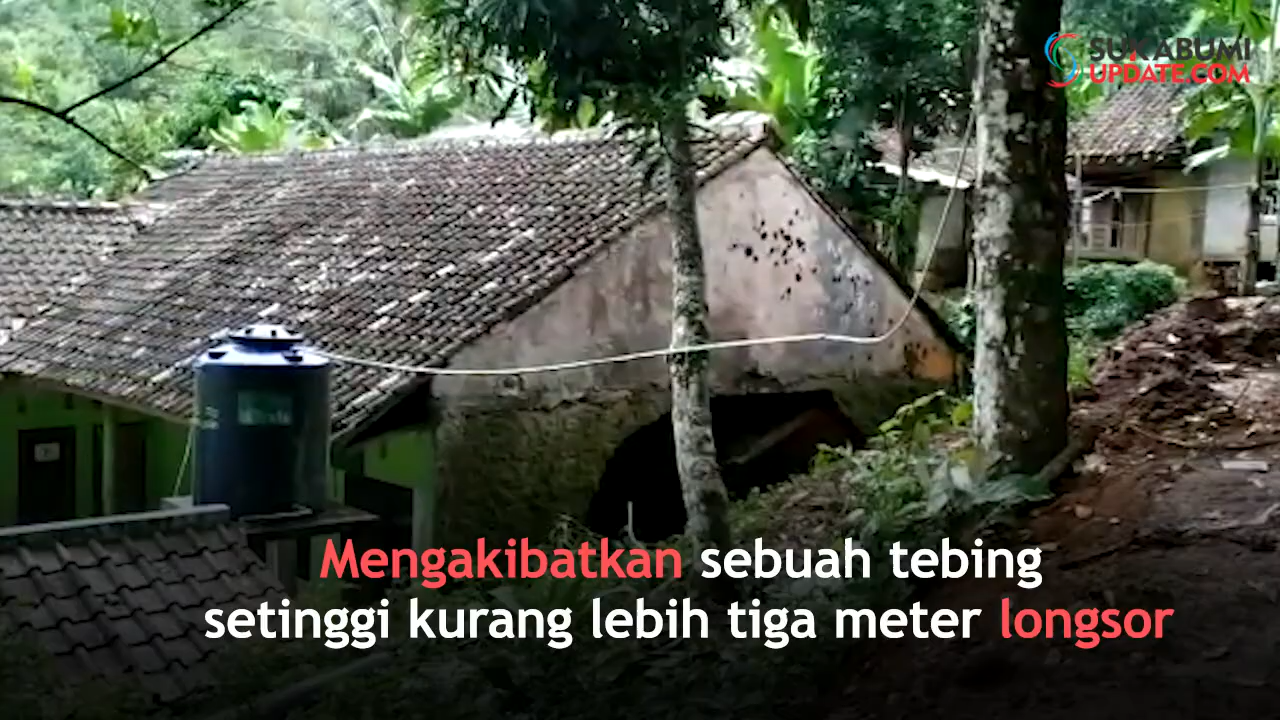 SUKABUMI
UPDATE.COM
Mengakibatkan sebuah tebing
setinggi kurang lebih tiga meter longsor